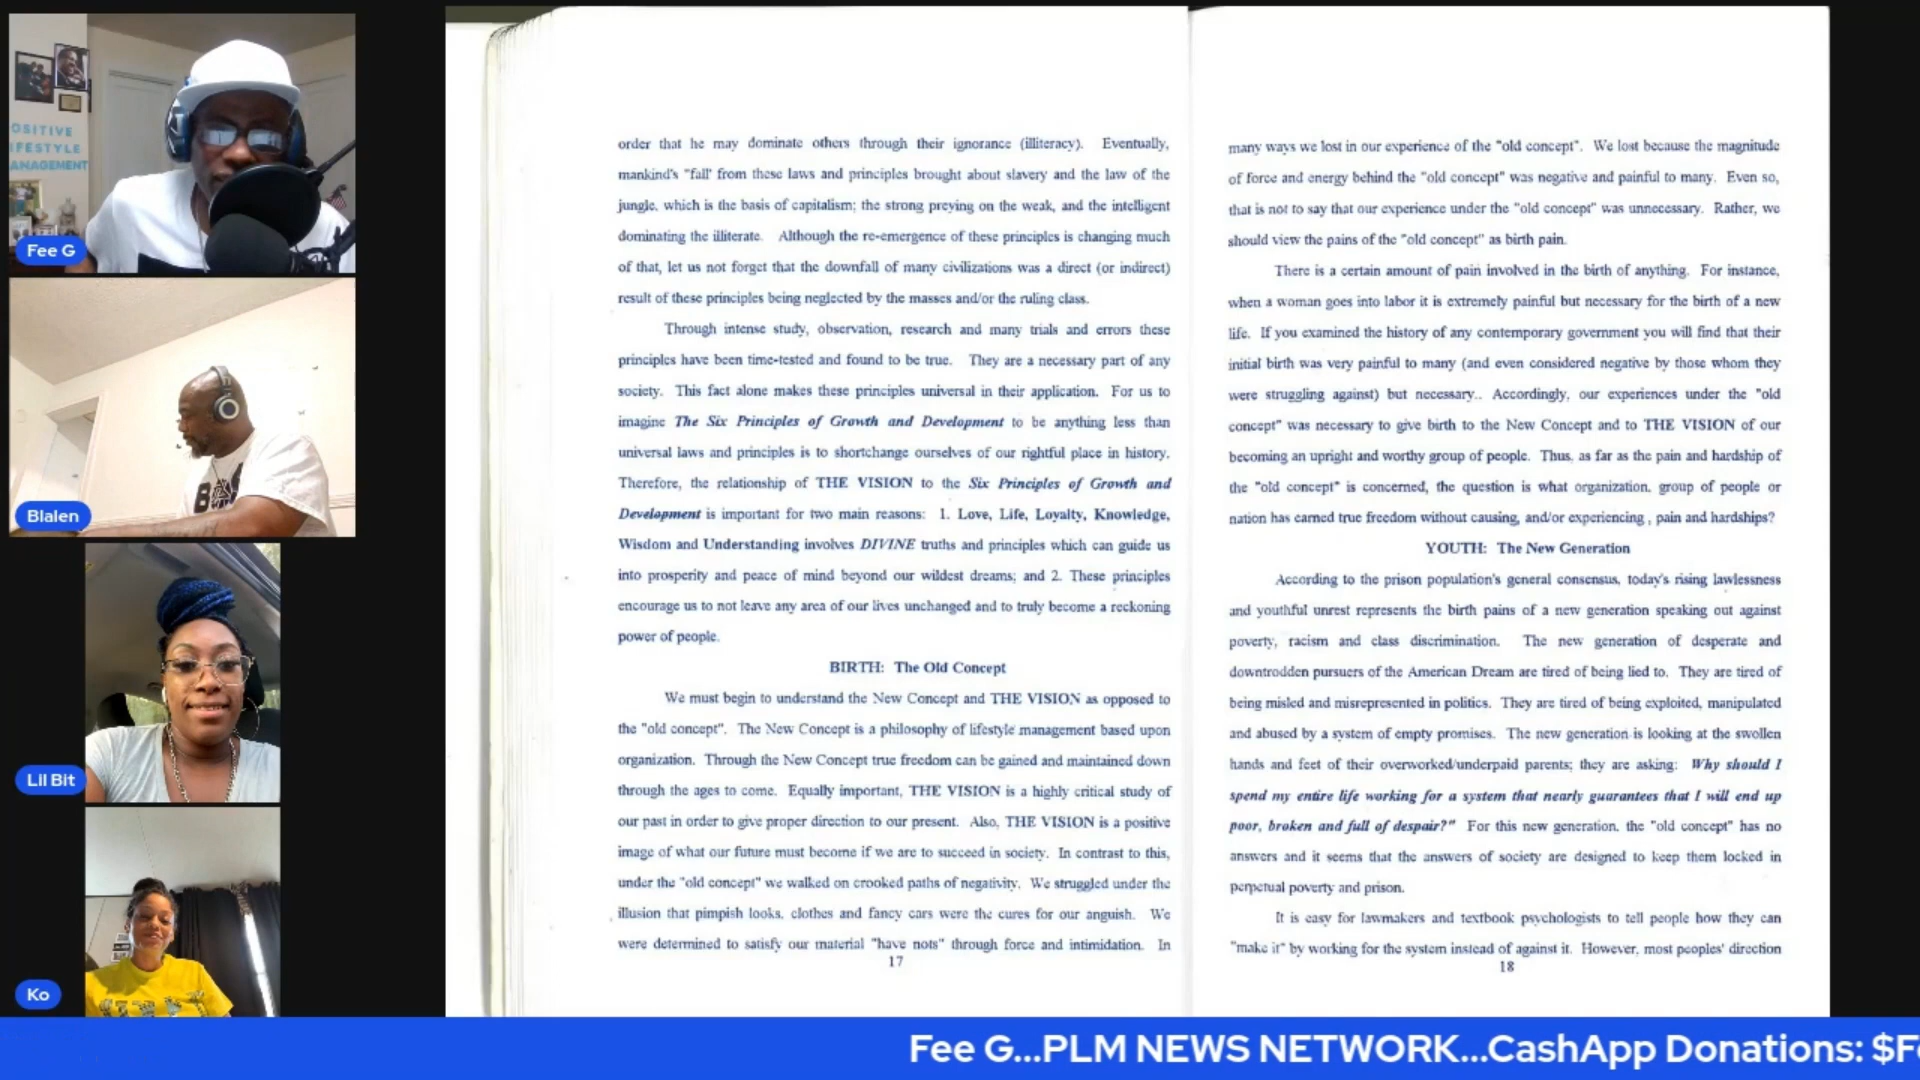 OSITIVE
IFESTYLE
ANAGEMENT
Fee G
Blalen
Lil Bit
Ko
order that he may dominate others through their ignorance (illiteracy). Eventually,
mankind's "fall' from these laws and principles brought about slavery and the law of the
jungle, which is the basis of capitalism; the strong preying on the weak, and the intelligent
dominating the illiterate. Although the re-emergence of these principles is changing much
of that, let us not forget that the downfall of many civilizations was a direct (or indirect)
result of these principles being neglected by the masses and/or the ruling class.
Through intense study, observation, research and many trials and errors these
principles have been time-tested and found to be true. They are a necessary part of any
society. This fact alone makes these principles universal in their application. For us to
imagine The Six Principles of Growth and Development to be anything less than
universal laws and principles is to shortchange ourselves of our rightful place in history.
Therefore, the relationship of THE VISION to the Six Principles of Growth and
Development is important for two main reasons: 1. Love, Life, Loyalty, Knowledge,
Wisdom and Understanding involves DIVINE truths and principles which can guide us
into prosperity and peace of mind beyond our wildest dreams; and 2. These principles
encourage us to not leave any area of our lives unchanged and to truly become a reckoning
power of people.
BIRTH: The Old Concept
We must begin to understand the New Concept and THE VISION as opposed to
the "old concept". The New Concept is a philosophy of lifestyle management based upon
organization. Through the New Concept true freedom can be gained and maintained down
through the ages to come. Equally important, THE VISION is a highly critical study of
our past in order to give proper direction to our present. Also, THE VISION is a positive
image of what our future must become if we are to succeed in society. In contrast to this,
under the "old concept" we walked on crooked paths of negativity. We struggled under the
illusion that pimpish looks, clothes and fancy cars were the cures for our anguish. We
were determined to satisfy our material "have nots" through force and intimidation. In
17
many ways we lost in our experience of the "old concept". We lost because the magnitude
of force and energy behind the "old concept" was negative and painful to many. Even so,
that is not to say that our experience under the "old concept" was unnecessary. Rather, we
should view the pains of the "old concept" as birth pain.
There is a certain amount of pain involved in the birth of anything. For instance,
when a woman goes into labor it is extremely painful but necessary for the birth of a new
life. If you examined the history of any contemporary government you will find that their
initial birth was very painful to many (and even considered negative by those whom they
were struggling against) but necessary.. Accordingly, our experiences under the "old
concept" was necessary to give birth to the New Concept and to THE VISION of our
becoming an upright and worthy group of people. Thus, as far as the pain and hardship of
the "old concept" is concerned, the question is what organization, group of people or
nation has earned true freedom without causing, and/or experiencing , pain and hardships?
YOUTH: The New Generation
According to the prison population's general consensus, today's rising lawlessness
and youthful unrest represents the birth pains of a new generation speaking out against
poverty, racism and class discrimination. The new generation of desperate and
downtrodden pursuers of the American Dream are tired of being lied to. They are tired of
being misled and misrepresented in politics. They are tired of being exploited, manipulated
and abused by a system of empty promises. The new generation is looking at the swollen
hands and feet of their overworked/underpaid parents; they are asking: Why should I
spend my entire life working for a system that nearly guarantees that I will end up
poor, broken and full of despair?" For this new generation, the "old concept" has no
answers and it seems that the answers of society are designed to keep them locked in
perpetual poverty and prison.
It is easy for lawmakers and textbook psychologists to tell people how they can
"make it" by working for the system instead of against it. However, most peoples' direction
18
Fee G...PLM NEWS NETWORK...CashApp Donations: $F